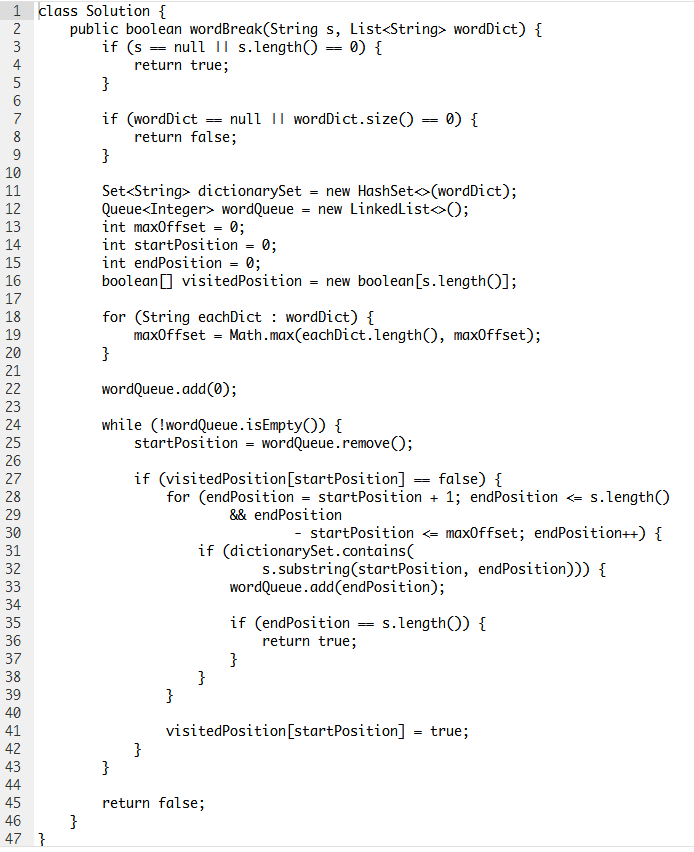 1 class Solution {
2     public boolean wordBreak(String s, List<String> wordDict) {
3         if (s == null || s.length() == 0) {
4             return true;
5         }
6
7         if (wordDict == null || wordDict.size() == 0) {
8             return false;
9         }
10
11         Set<String> dictionarySet = new HashSet<>(wordDict);
12         Queue<Integer> wordQueue = new LinkedList<>();
13         int maxOffset = 0;
14         int startPosition = 0;
15         int endPosition = 0;
16         boolean[] visitedPosition = new boolean[s.length()];
17
18         for (String eachDict : wordDict) {
19             maxOffset = Math.max(eachDict.length(), maxOffset);
20         }
21
22         wordQueue.add(0);
23
24         while (!wordQueue.isEmpty()) {
25             startPosition = wordQueue.remove();
26
27             if (visitedPosition[startPosition] == false) {
28                 for (endPosition = startPosition + 1; endPosition <= s.length()
29                         && endPosition
30                                 - startPosition <= maxOffset; endPosition++) {
31                     if (dictionarySet.contains(
32                             s.substring(startPosition, endPosition))) {
33                         wordQueue.add(endPosition);
34
35                         if (endPosition == s.length()) {
36                             return true;
37                         }
38                     }
39                 }
40
41                 visitedPosition[startPosition] = true;
42             }
43         }
44
45         return false;
46     }
47 }